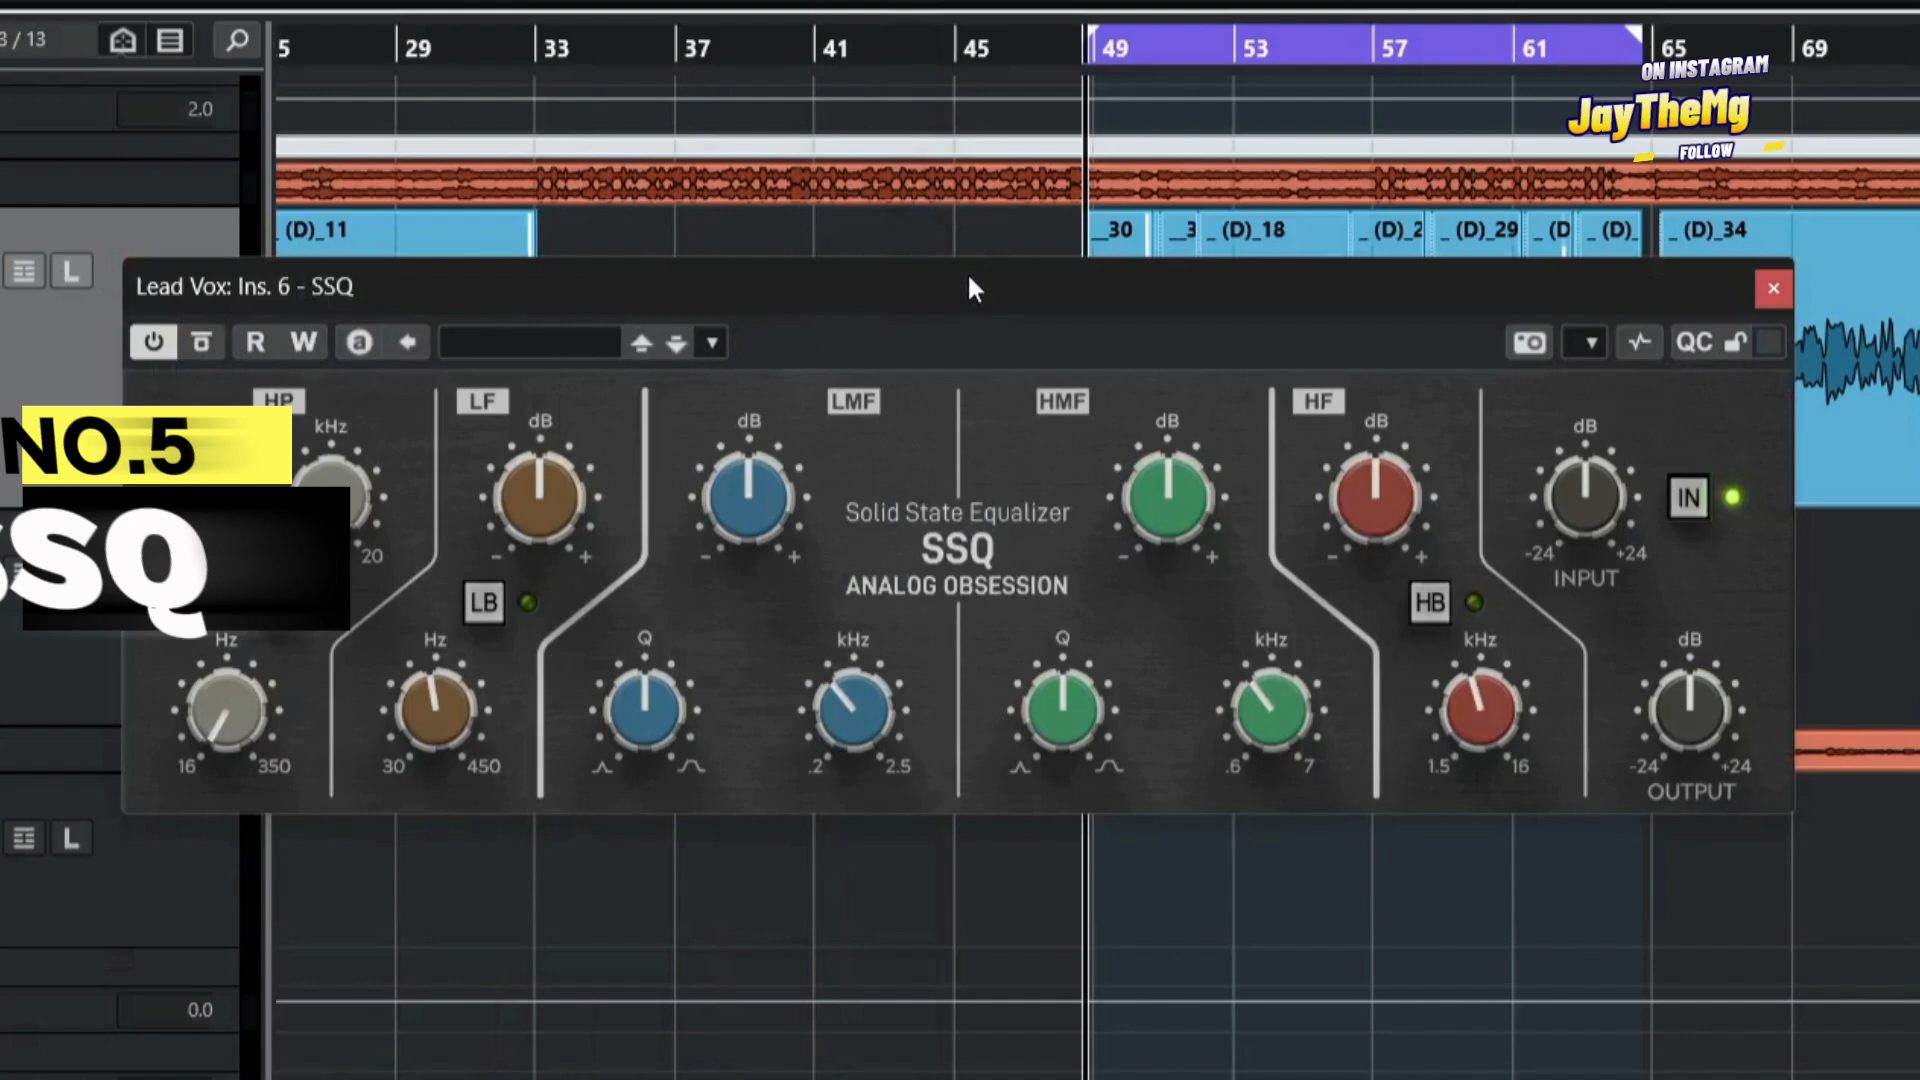 3 / 13
5 29 33 37 41 45 49 53 57 61 65 69
ON INSTAGRAM
JayTheMg
FOLLOW
2.0
_ (D)_11 __30 __3 _ (D)_18 _ (D)_2 _ (D)_29 _ (D _ (D)_ _ (D)_34
L
Lead Vox: Ins. 6 - SSQ
R W a QC
HP LF LMF HMF HF
kHz dB dB dB dB dB
NO.5
SSQ
20 - + - + - + - + -24 +24
IN
INPUT
Solid State Equalizer
SSQ
ANALOG OBSESSION
LB HB
Hz Hz Q kHz Q kHz kHz dB
16 350 30 450 .2 2.5 .6 7 1.5 16 -24 +24
OUTPUT
L
0.0